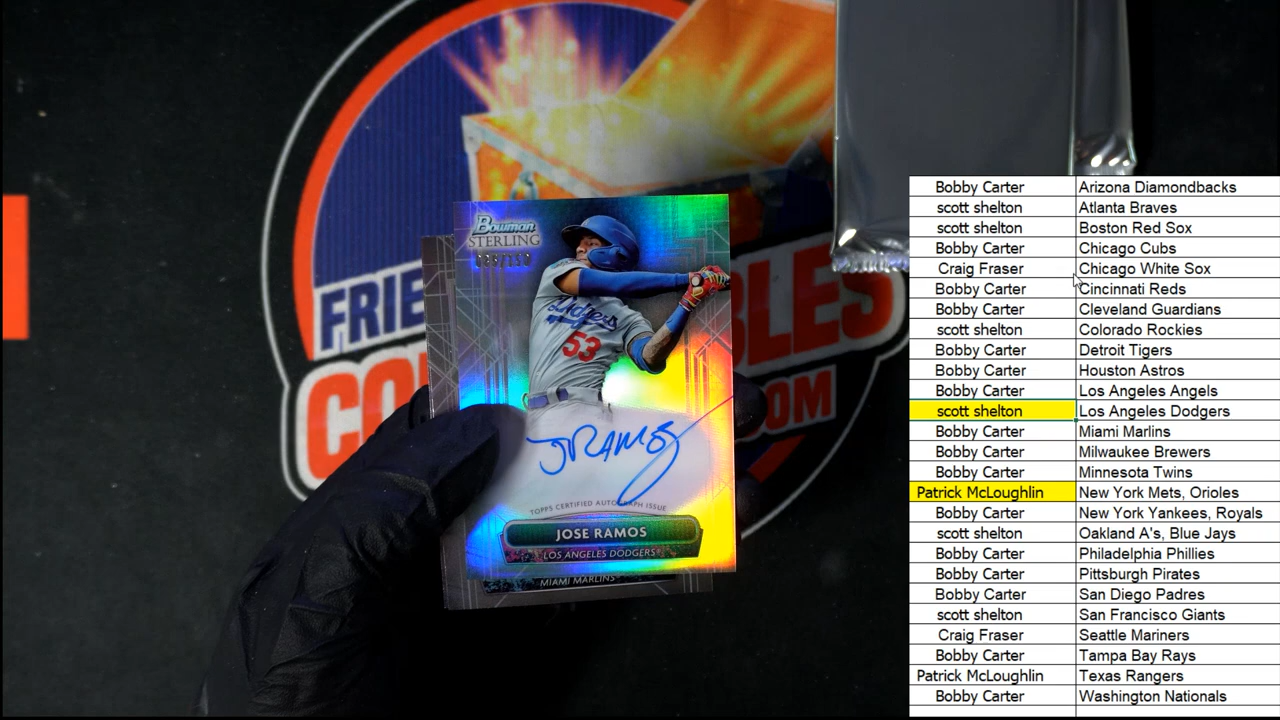 FRIE
BLES
CO
OM
Bowman
STERLING
Dodgers
53
J RAMOS
TOPPS CERTIFIED AUTOGRAPH ISSUE
JOSE RAMOS
LOS ANGELES DODGERS
MIAMI MARLINS
Bobby Carter Arizona Diamondbacks
scott shelton Atlanta Braves
scott shelton Boston Red Sox
Bobby Carter Chicago Cubs
Craig Fraser Chicago White Sox
Bobby Carter Cincinnati Reds
Bobby Carter Cleveland Guardians
scott shelton Colorado Rockies
Bobby Carter Detroit Tigers
Bobby Carter Houston Astros
Bobby Carter Los Angeles Angels
scott shelton Los Angeles Dodgers
Bobby Carter Miami Marlins
Bobby Carter Milwaukee Brewers
Bobby Carter Minnesota Twins
Patrick McLoughlin New York Mets, Orioles
Bobby Carter New York Yankees, Royals
scott shelton Oakland A's, Blue Jays
Bobby Carter Philadelphia Phillies
Bobby Carter Pittsburgh Pirates
Bobby Carter San Diego Padres
scott shelton San Francisco Giants
Craig Fraser Seattle Mariners
Bobby Carter Tampa Bay Rays
Patrick McLoughlin Texas Rangers
Bobby Carter Washington Nationals